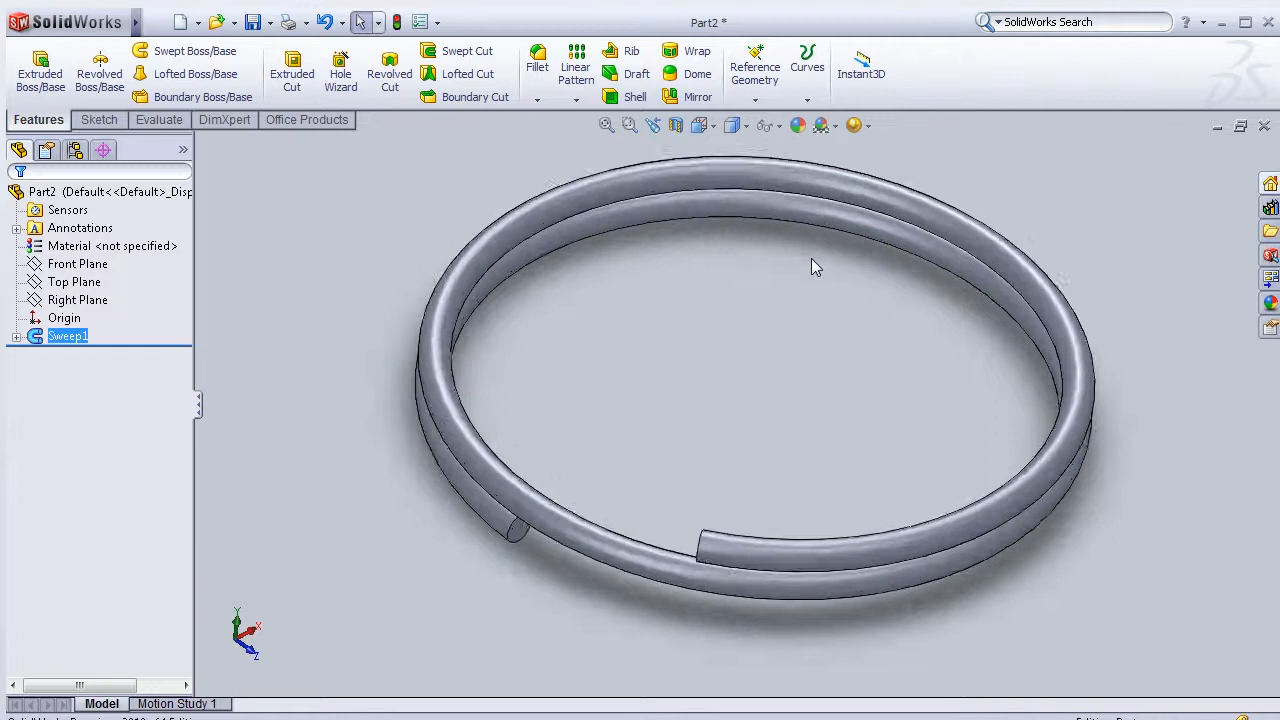 SolidWorks
Part2 *
SolidWorks Search
Extruded Boss/Base
Revolved Boss/Base
Swept Boss/Base
Lofted Boss/Base
Boundary Boss/Base
Extruded Cut
Hole Wizard
Revolved Cut
Swept Cut
Lofted Cut
Boundary Cut
Fillet
Linear Pattern
Rib
Draft
Shell
Wrap
Dome
Mirror
Reference Geometry
Curves
Instant3D
Features
Sketch
Evaluate
DimXpert
Office Products
Part2 (Default<<Default>_Disp
Sensors
Annotations
Material <not specified>
Front Plane
Top Plane
Right Plane
Origin
Sweep1
Y
X
Z
Model
Motion Study 1